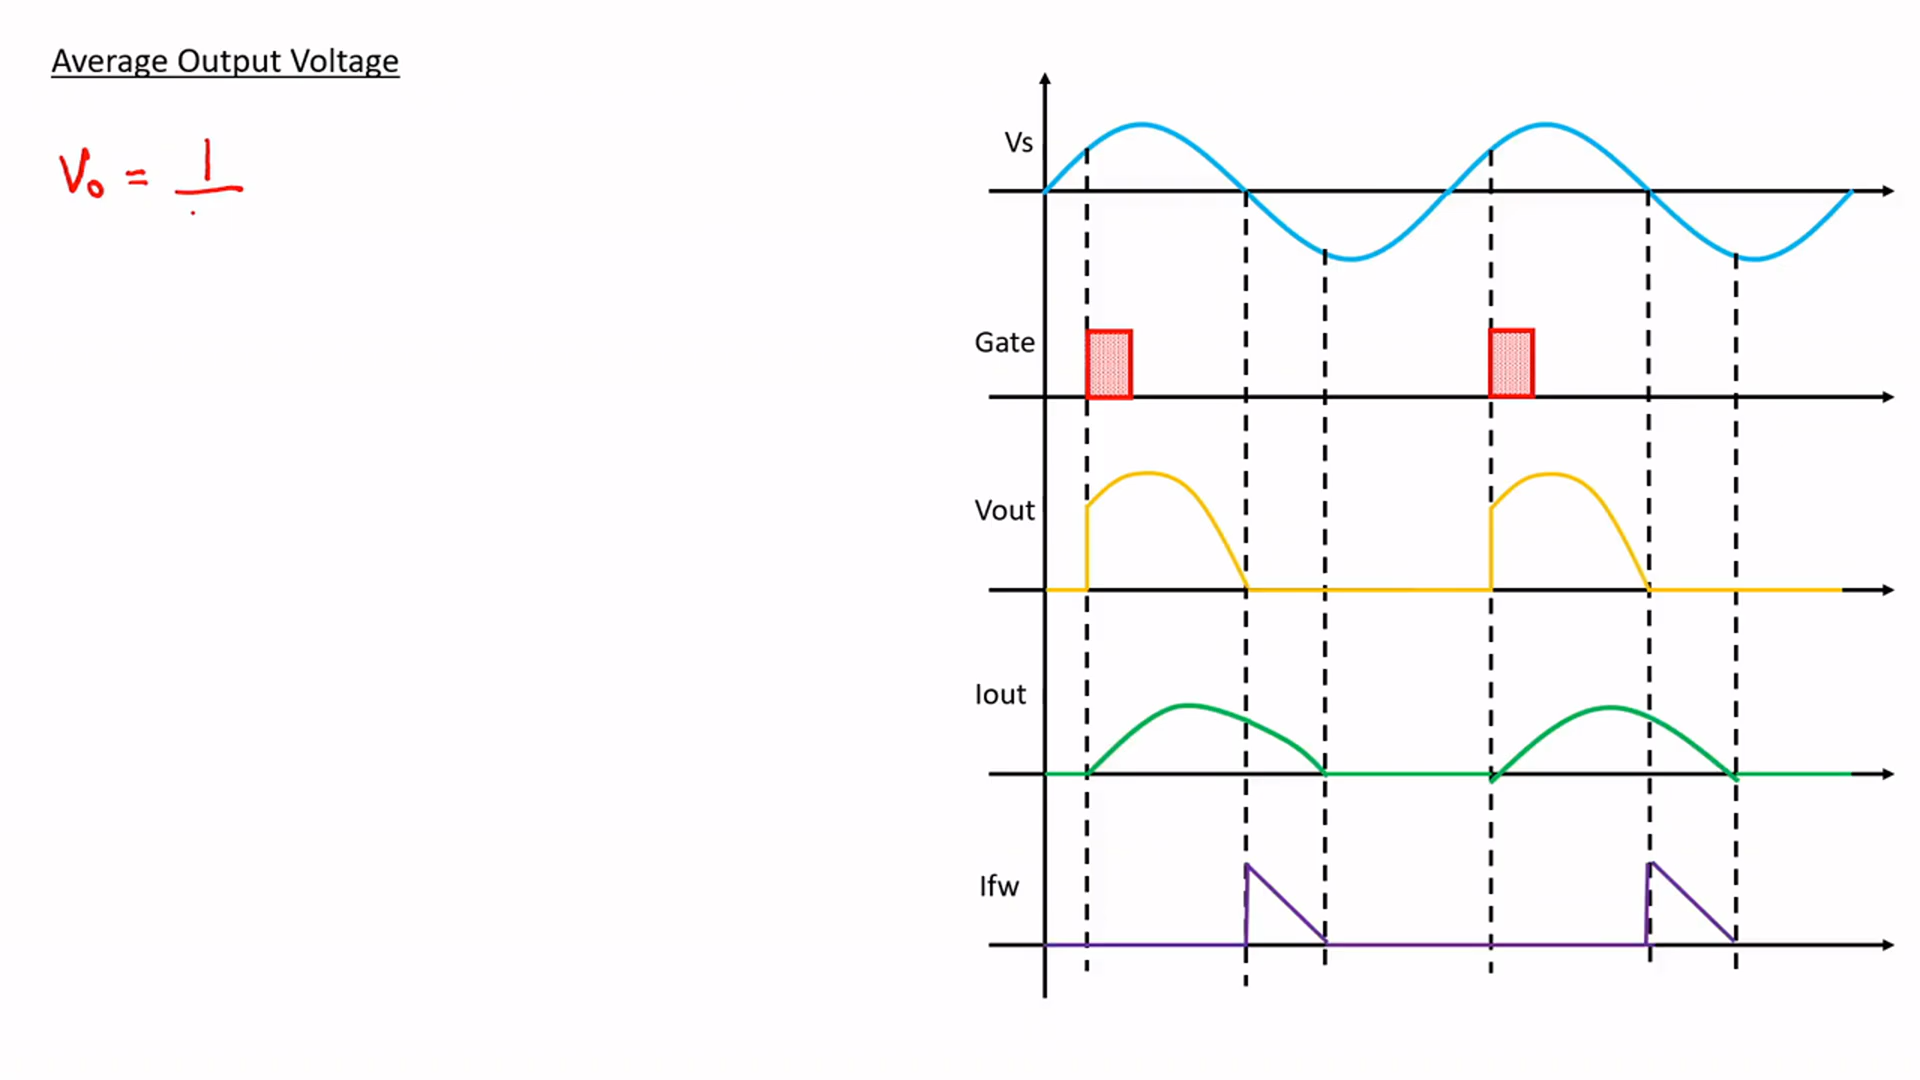 Average Output Voltage
V₀ = 1
Vs
Gate
Vout
Iout
Ifw